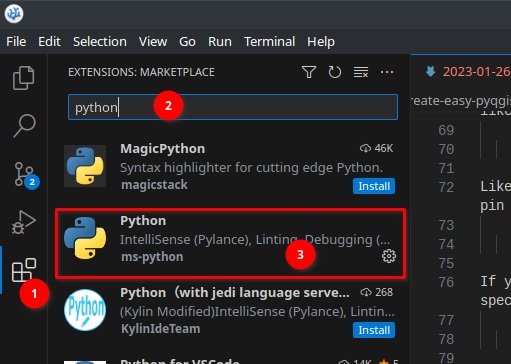 File Edit Selection View Go Run Terminal Help
EXTENSIONS: MARKETPLACE
2023-01-26
python
2
reate-easy-pyqgis
69
MagicPython 46K
70
Syntax highlighter for cutting edge Python.
71
magicstack Install
72 Like
pin
2
Python
73
IntelliSense (Pylance), Linting, Debugging (...
74
ms-python
3
75
76 If y
spec
1
Python (with jedi language serve... 268
77
(Kylin Modified)IntelliSense (Pylance), Lintin...
78
KylinIdeTeam Install
79
Python for VSCode 14K 5